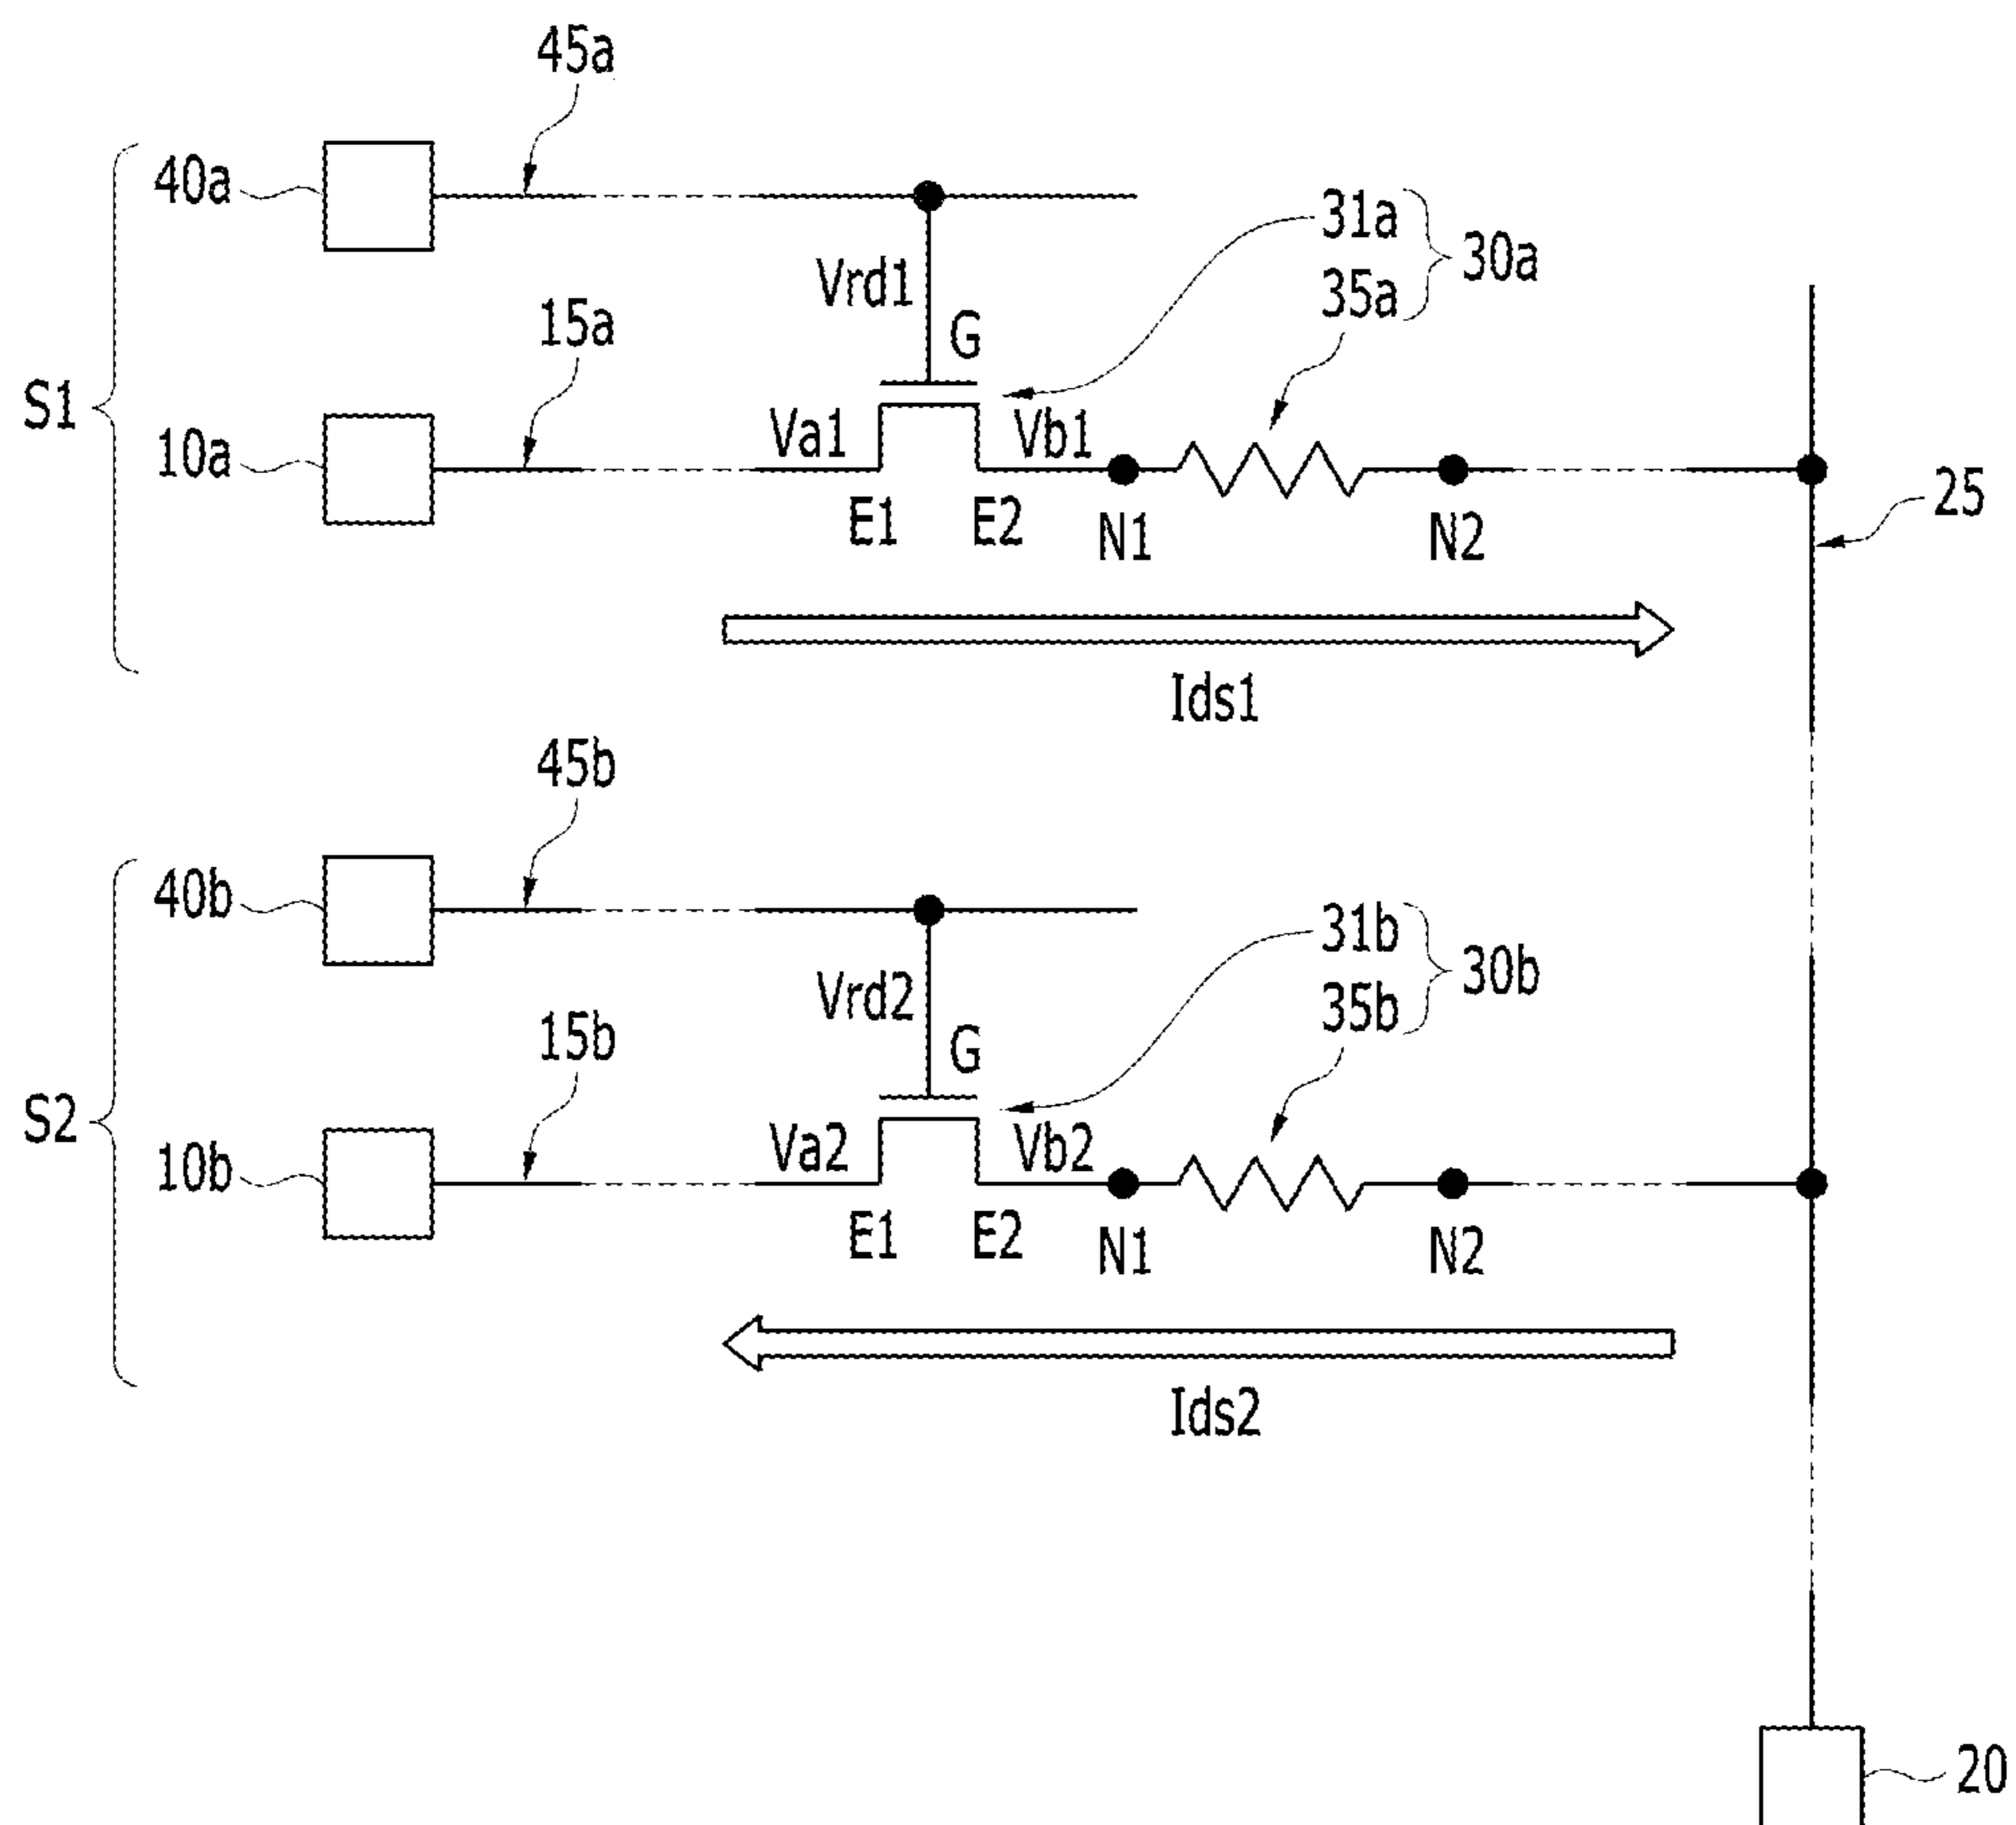 45a
40a
31a
30a
Vrd1
35a
15a
G
S1
Va1
Vb1
10a
25
E1
E2
N1
N2
Ids1
45b
40b
31b
30b
Vrd2
35b
15b
G
S2
Va2
Vb2
10b
E1
E2
N1
N2
Ids2
20